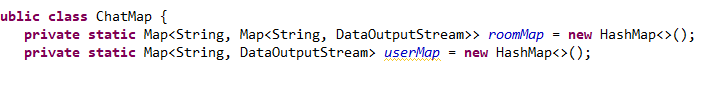 ublic class ChatMap {
private static Map<String, Map<String, DataOutputStream>> roomMap = new HashMap<>();
private static Map<String, DataOutputStream> userMap = new HashMap<>();